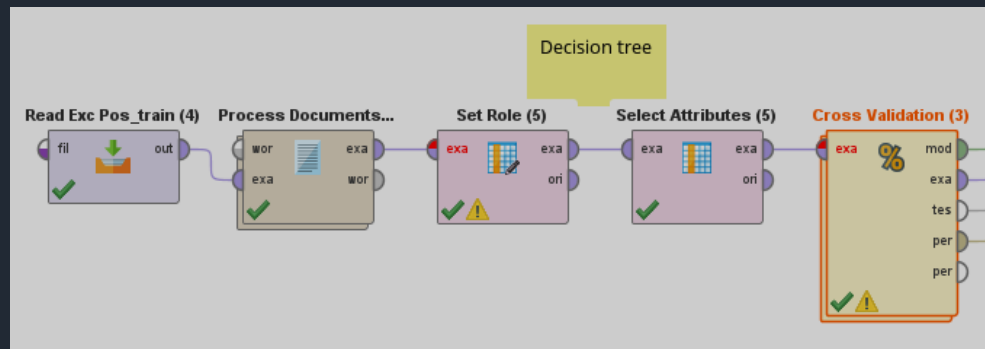 Decision tree
Read Exc Pos_train (4)
Process Documents...
Set Role (5)
Select Attributes (5)
Cross Validation (3)
fil
out
wor
exa
exa
wor
exa
exa
ori
exa
exa
ori
exa
mod
exa
tes
per
per